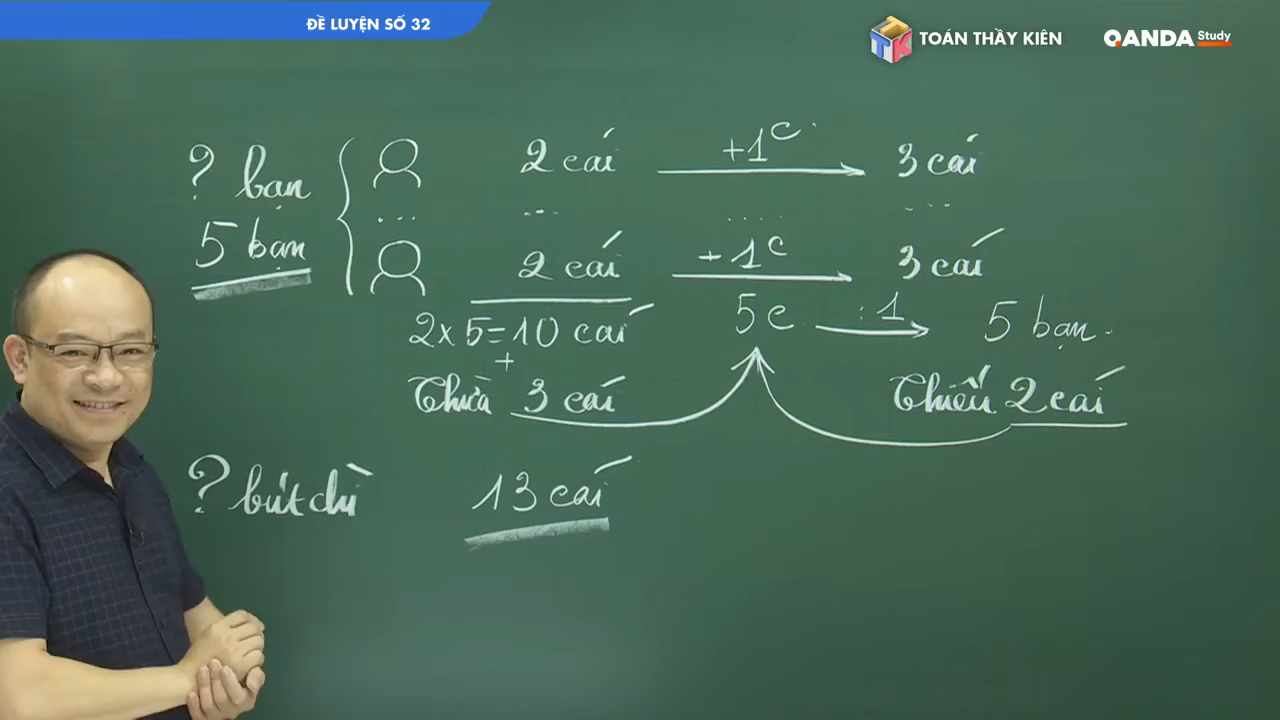 ĐỀ LUYỆN SỐ 32
TOÁN THẦY KIÊN
QANDA Study
? bạn
5 bạn
2 cái +1c 3 cái
... ... .... ...
2 cái +1c 3 cái
2 x 5 = 10 cái 5c : 1 5 bạn
+
Thừa 3 cái Thiếu 2 cái
? bút chì 13 cái